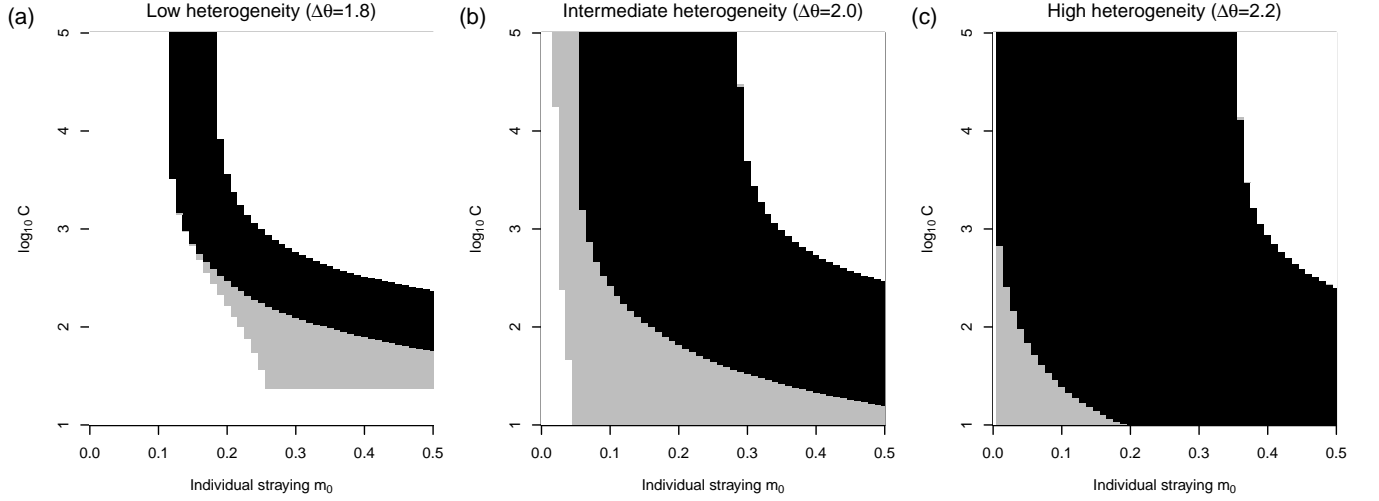 (a)
Low heterogeneity (Δθ=1.8)
5
4
3
2
1
log10 C
0.0 0.1 0.2 0.3 0.4 0.5
Individual straying m0
(b)
Intermediate heterogeneity (Δθ=2.0)
5
4
3
2
1
log10 C
0.0 0.1 0.2 0.3 0.4 0.5
Individual straying m0
(c)
High heterogeneity (Δθ=2.2)
5
4
3
2
1
log10 C
0.0 0.1 0.2 0.3 0.4 0.5
Individual straying m0